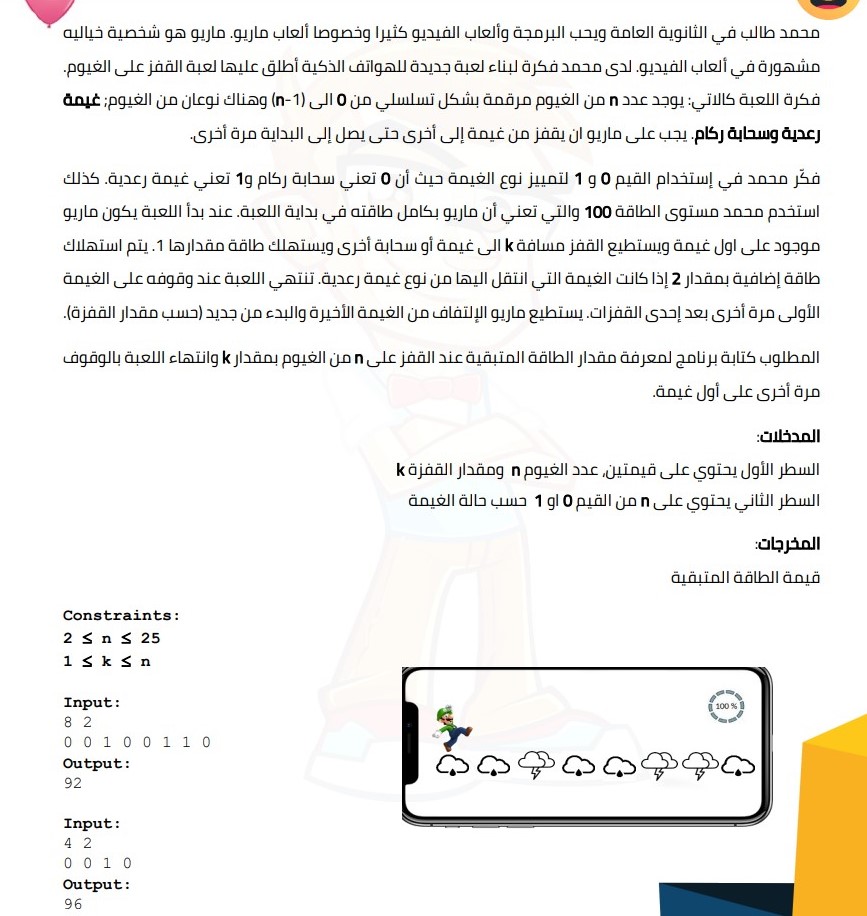 محمد طالب في الثانوية العامة ويحب البرمجة وألعاب الفيديو كثيرا وخصوصا ألعاب ماريو. ماريو هو شخصية خياليه
مشهورة في ألعاب الفيديو. لدى محمد فكرة لبناء لعبة جديدة للهواتف الذكية أطلق عليها لعبة القفز على الغيوم.
فكرة اللعبة كالاتي: يوجد عدد n من الغيوم مرقمة بشكل تسلسلي من 0 الى (n-1) وهناك نوعان من الغيوم; غيمة
رعدية وسحابة ركام. يجب على ماريو ان يقفز من غيمة إلى أخرى حتى يصل إلى البداية مرة أخرى.
فكّر محمد في إستخدام القيم 0 و 1 لتمييز نوع الغيمة حيث أن 0 تعني سحابة ركام و1 تعني غيمة رعدية. كذلك
استخدم محمد مستوى الطاقة 100 والتي تعني أن ماريو بكامل طاقته في بداية اللعبة. عند بدأ اللعبة يكون ماريو
موجود على اول غيمة ويستطيع القفز مسافة k الى غيمة أو سحابة أخرى ويستهلك طاقة مقدارها 1. يتم استهلاك
طاقة إضافية بمقدار 2 إذا كانت الغيمة التي انتقل اليها من نوع غيمة رعدية. تنتهي اللعبة عند وقوفه على الغيمة
الأولى مرة أخرى بعد إحدى القفزات. يستطيع ماريو الإلتفاف من الغيمة الأخيرة والبدء من جديد (حسب مقدار القفزة).
المطلوب كتابة برنامج لمعرفة مقدار الطاقة المتبقية عند القفز على n من الغيوم بمقدار k وانتهاء اللعبة بالوقوف
مرة أخرى على أول غيمة.
المدخلات:
السطر الأول يحتوي على قيمتين, عدد الغيوم n ومقدار القفزة k
السطر الثاني يحتوي على n من القيم 0 او 1 حسب حالة الغيمة
المخرجات:
قيمة الطاقة المتبقية
Constraints:
2 ≤ n ≤ 25
1 ≤ k ≤ n
Input:
8 2
0 0 1 0 0 1 1 0
Output:
92
Input:
4 2
0 0 1 0
Output:
96
100 %